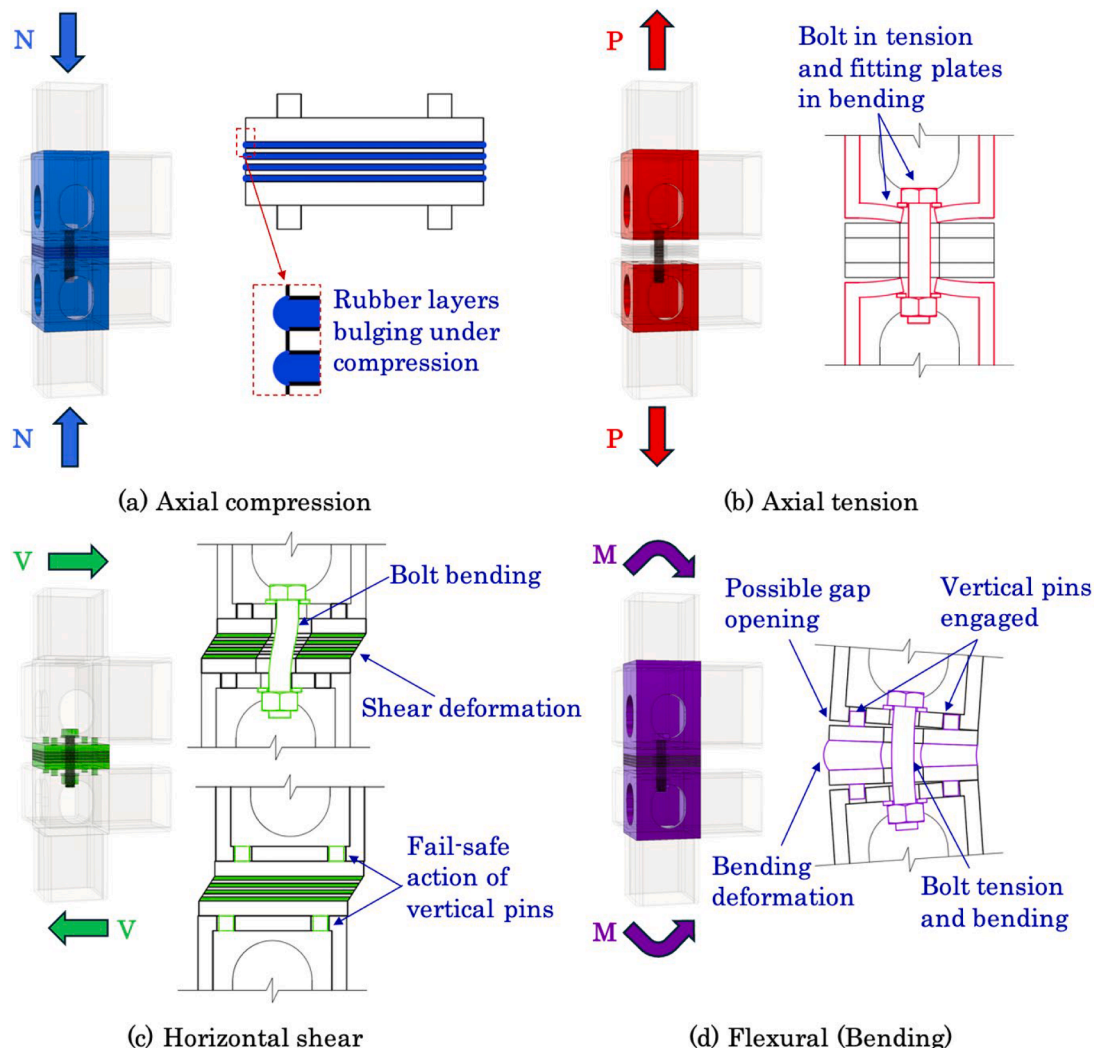 N
N
Rubber layers
bulging under
compression
(a) Axial compression
P
P
Bolt in tension
and fitting plates
in bending
(b) Axial tension
V
V
Bolt bending
Shear deformation
Fail-safe
action of
vertical pins
(c) Horizontal shear
M
M
Possible gap
opening
Vertical pins
engaged
Bending
deformation
Bolt tension
and bending
(d) Flexural (Bending)